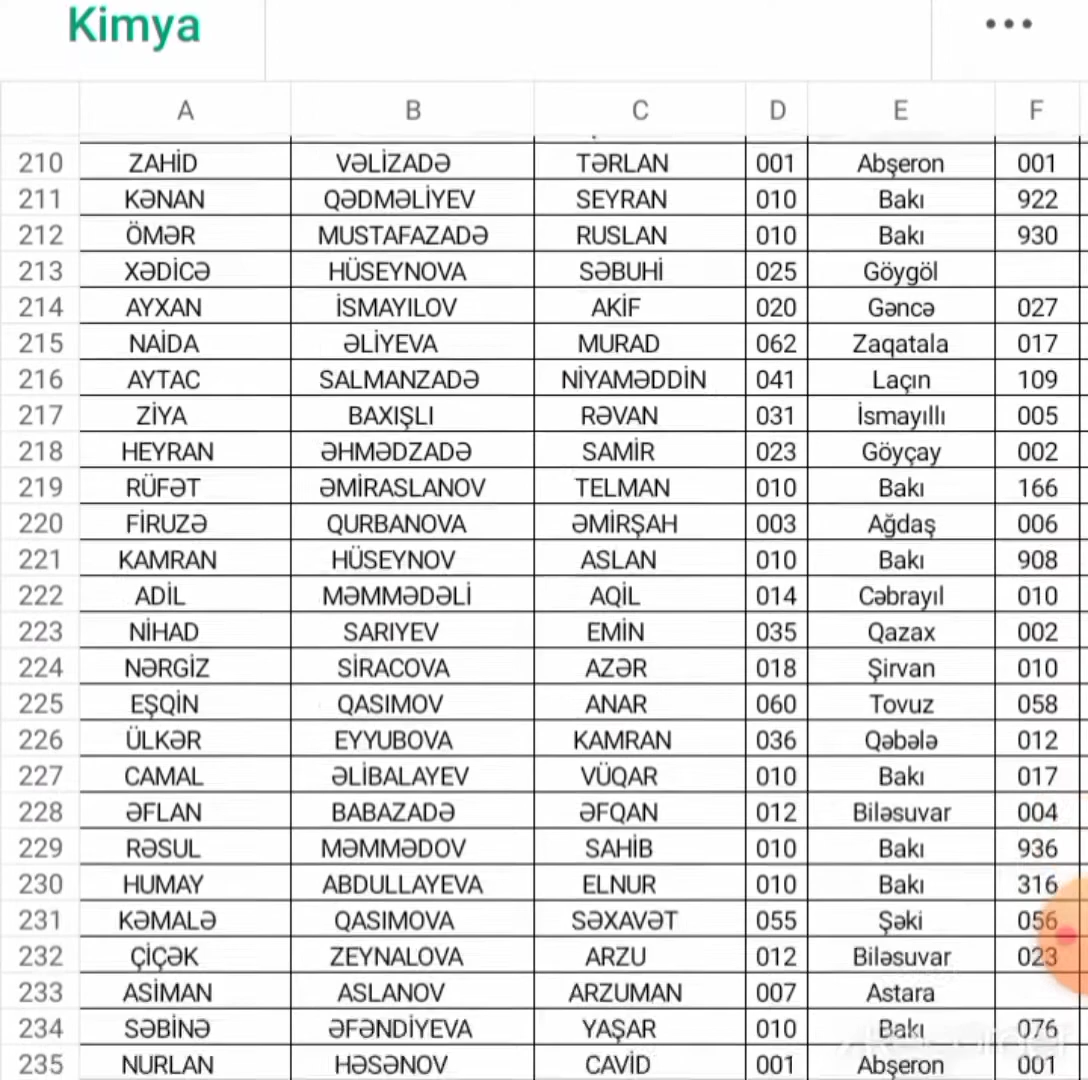 Kimya
A B C D E F
210 ZAHİD VƏLİZADƏ TƏRLAN 001 Abşeron 001
211 KƏNAN QƏDMƏLİYEV SEYRAN 010 Bakı 922
212 ÖMƏR MUSTAFAZADƏ RUSLAN 010 Bakı 930
213 XƏDİCƏ HÜSEYNOVA SƏBUHİ 025 Göygöl
214 AYXAN İSMAYILOV AKİF 020 Gəncə 027
215 NAİDA ƏLİYEVA MURAD 062 Zaqatala 017
216 AYTAC SALMANZADƏ NİYAMƏDDİN 041 Laçın 109
217 ZİYA BAXIŞLI RƏVAN 031 İsmayıllı 005
218 HEYRAN ƏHMƏDZADƏ SAMİR 023 Göyçay 002
219 RÜFƏT ƏMİRASLANOV TELMAN 010 Bakı 166
220 FİRUZƏ QURBANOVA ƏMİRŞAH 003 Ağdaş 006
221 KAMRAN HÜSEYNOV ASLAN 010 Bakı 908
222 ADİL MƏMMƏDƏLİ AQİL 014 Cəbrayıl 010
223 NİHAD SARIYEV EMİN 035 Qazax 002
224 NƏRGİZ SİRACOVA AZƏR 018 Şirvan 010
225 EŞQİN QASIMOV ANAR 060 Tovuz 058
226 ÜLKƏR EYYUBOVA KAMRAN 036 Qəbələ 012
227 CAMAL ƏLİBALAYEV VÜQAR 010 Bakı 017
228 ƏFLAN BABAZADƏ ƏFQAN 012 Biləsuvar 004
229 RƏSUL MƏMMƏDOV SAHİB 010 Bakı 936
230 HUMAY ABDULLAYEVA ELNUR 010 Bakı 316
231 KƏMALƏ QASIMOVA SƏXAVƏT 055 Şəki 056
232 ÇİÇƏK ZEYNALOVA ARZU 012 Biləsuvar 023
233 ASİMAN ASLANOV ARZUMAN 007 Astara
234 SƏBİNƏ ƏFƏNDİYEVA YAŞAR 010 Bakı 076
235 NURLAN HƏSƏNOV CAVİD 001 Abşeron 001